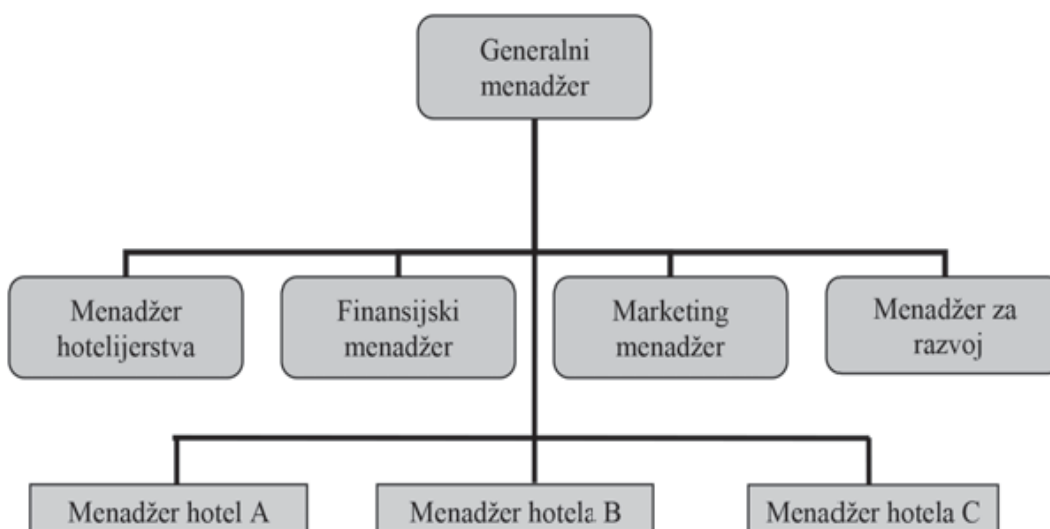 Generalni
menadžer
Menadžer
hotelijerstva
Finansijski
menadžer
Marketing
menadžer
Menadžer za
razvoj
Menadžer hotel A
Menadžer hotela B
Menadžer hotela C